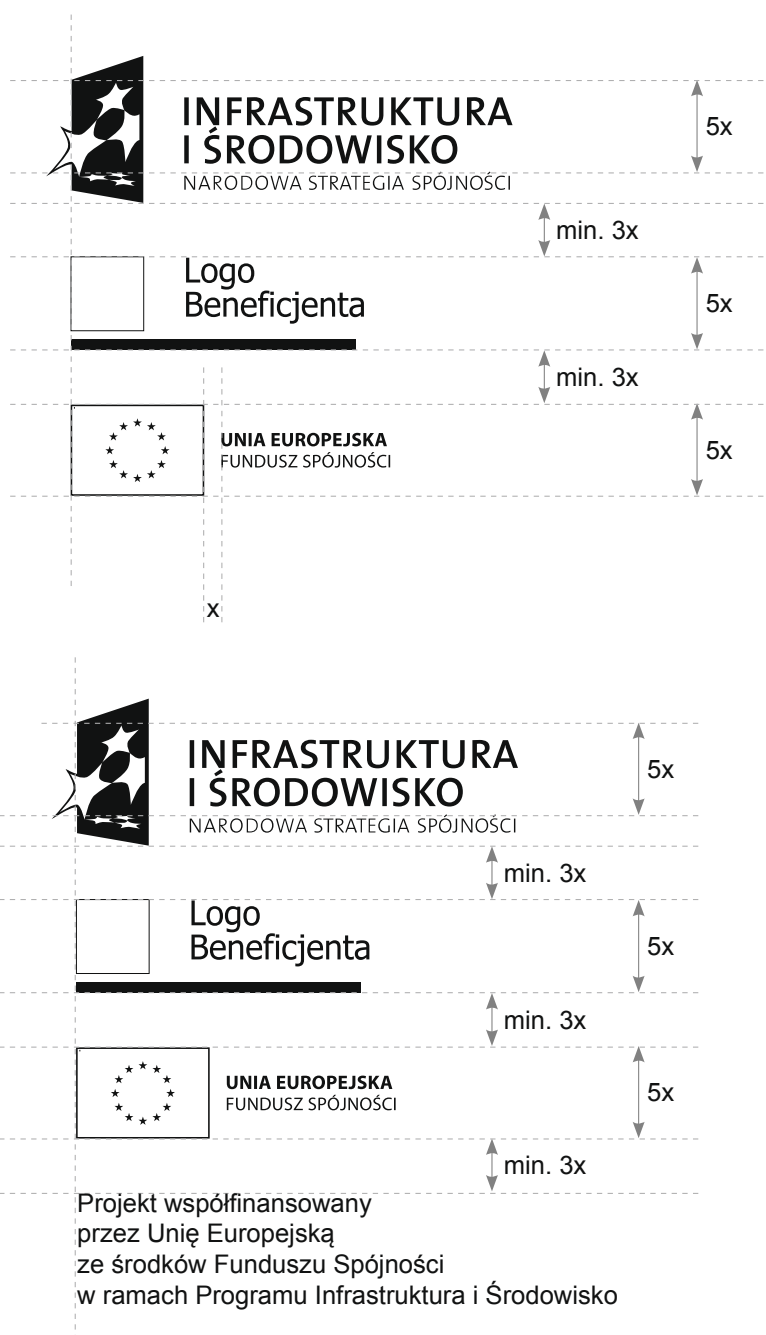 INFRASTRUKTURA
I ŚRODOWISKO
NARODOWA STRATEGIA SPÓJNOŚCI
5x
min. 3x
Logo
Beneficjenta
5x
min. 3x
UNIA EUROPEJSKA
FUNDUSZ SPÓJNOŚCI
5x
x
INFRASTRUKTURA
I ŚRODOWISKO
NARODOWA STRATEGIA SPÓJNOŚCI
5x
min. 3x
Logo
Beneficjenta
5x
min. 3x
UNIA EUROPEJSKA
FUNDUSZ SPÓJNOŚCI
5x
min. 3x
Projekt współfinansowany
przez Unię Europejską
ze środków Funduszu Spójności
w ramach Programu Infrastruktura i Środowisko